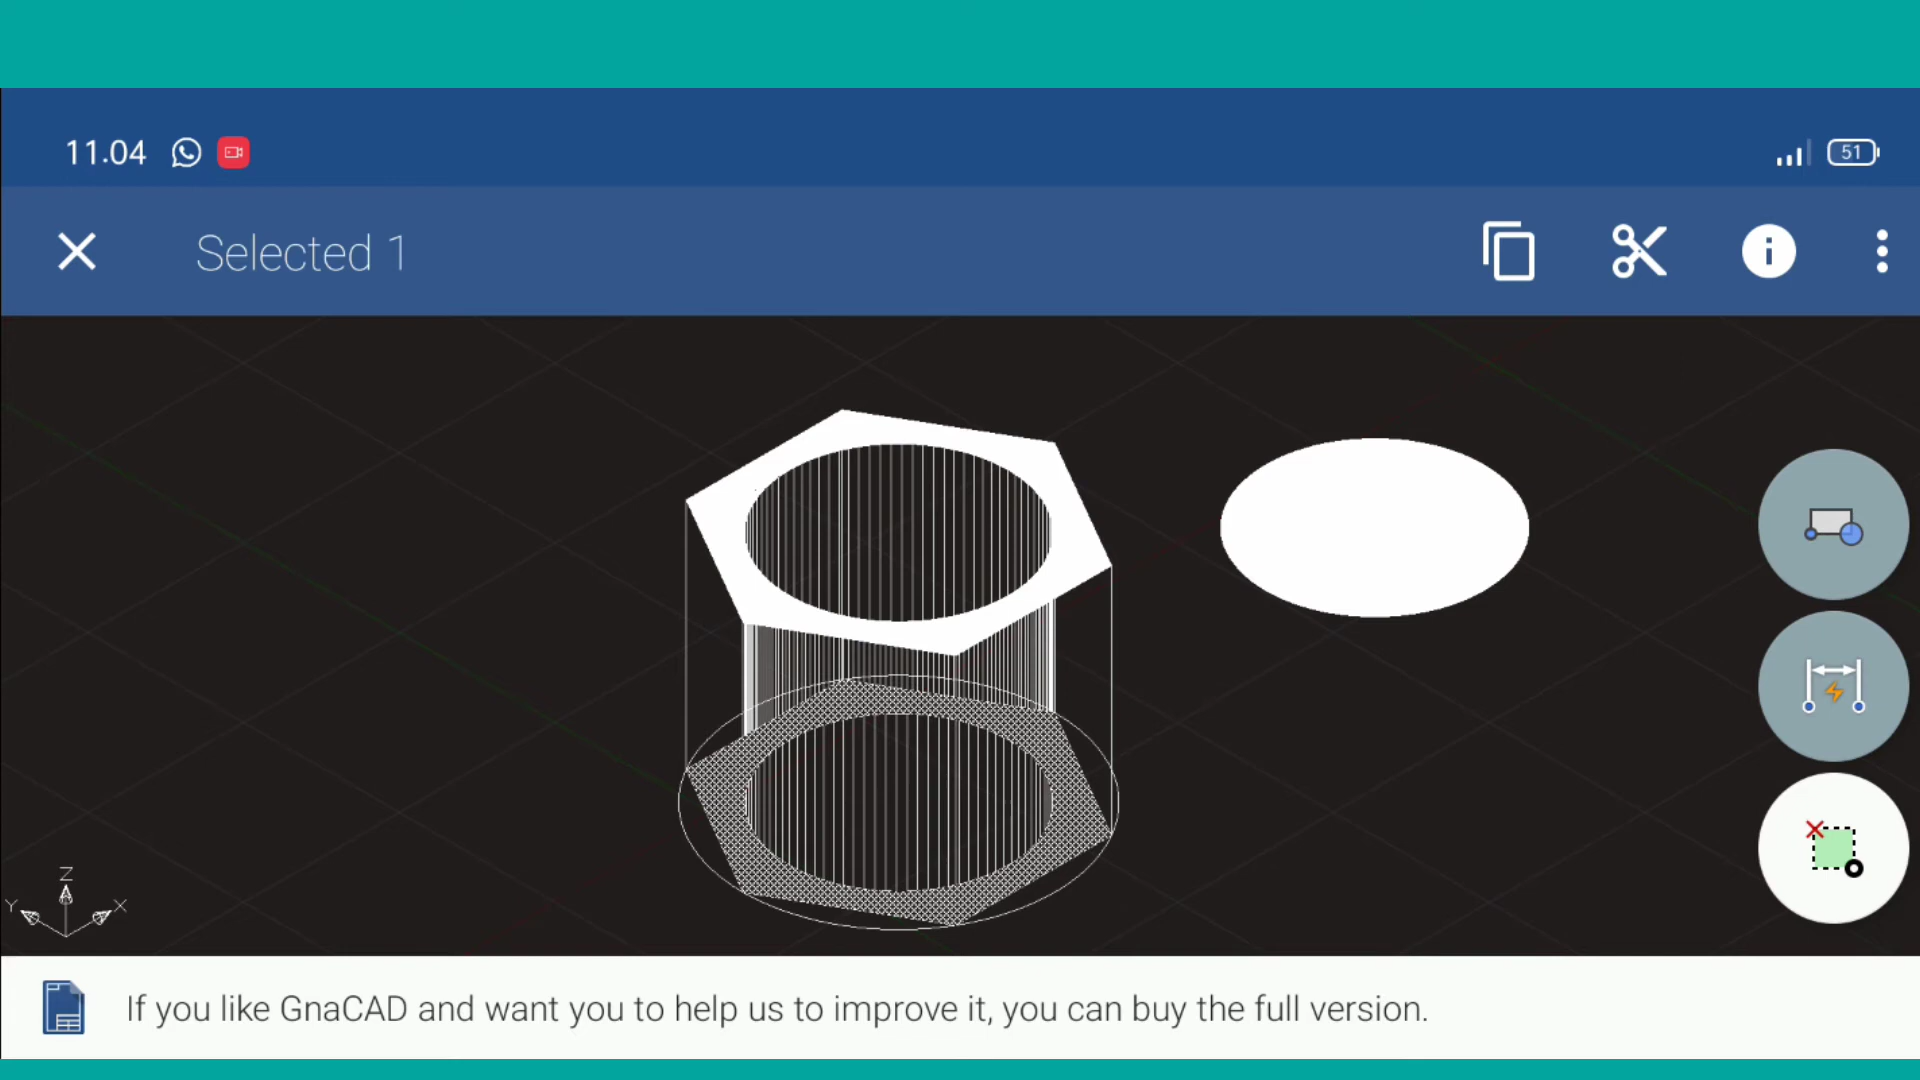 11.04
51
Selected 1
Z
Y
X
If you like GnaCAD and want you to help us to improve it, you can buy the full version.